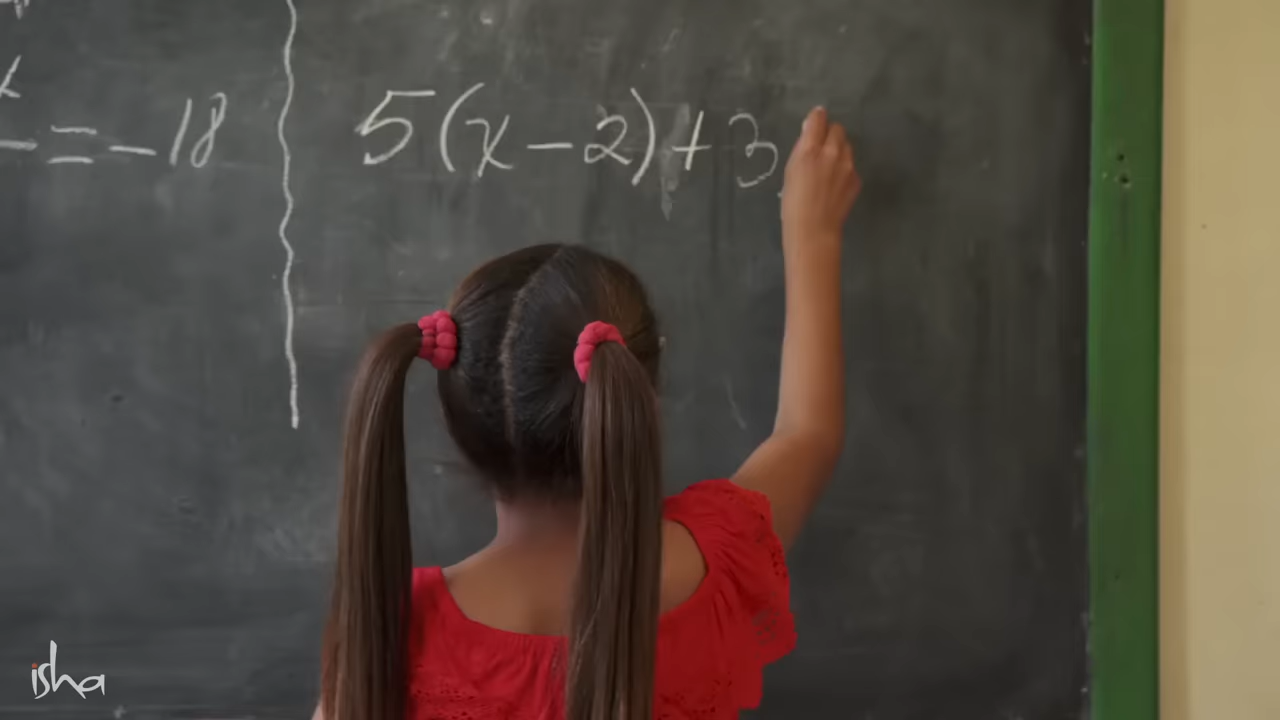 = -18
5(x-2)+3
isha